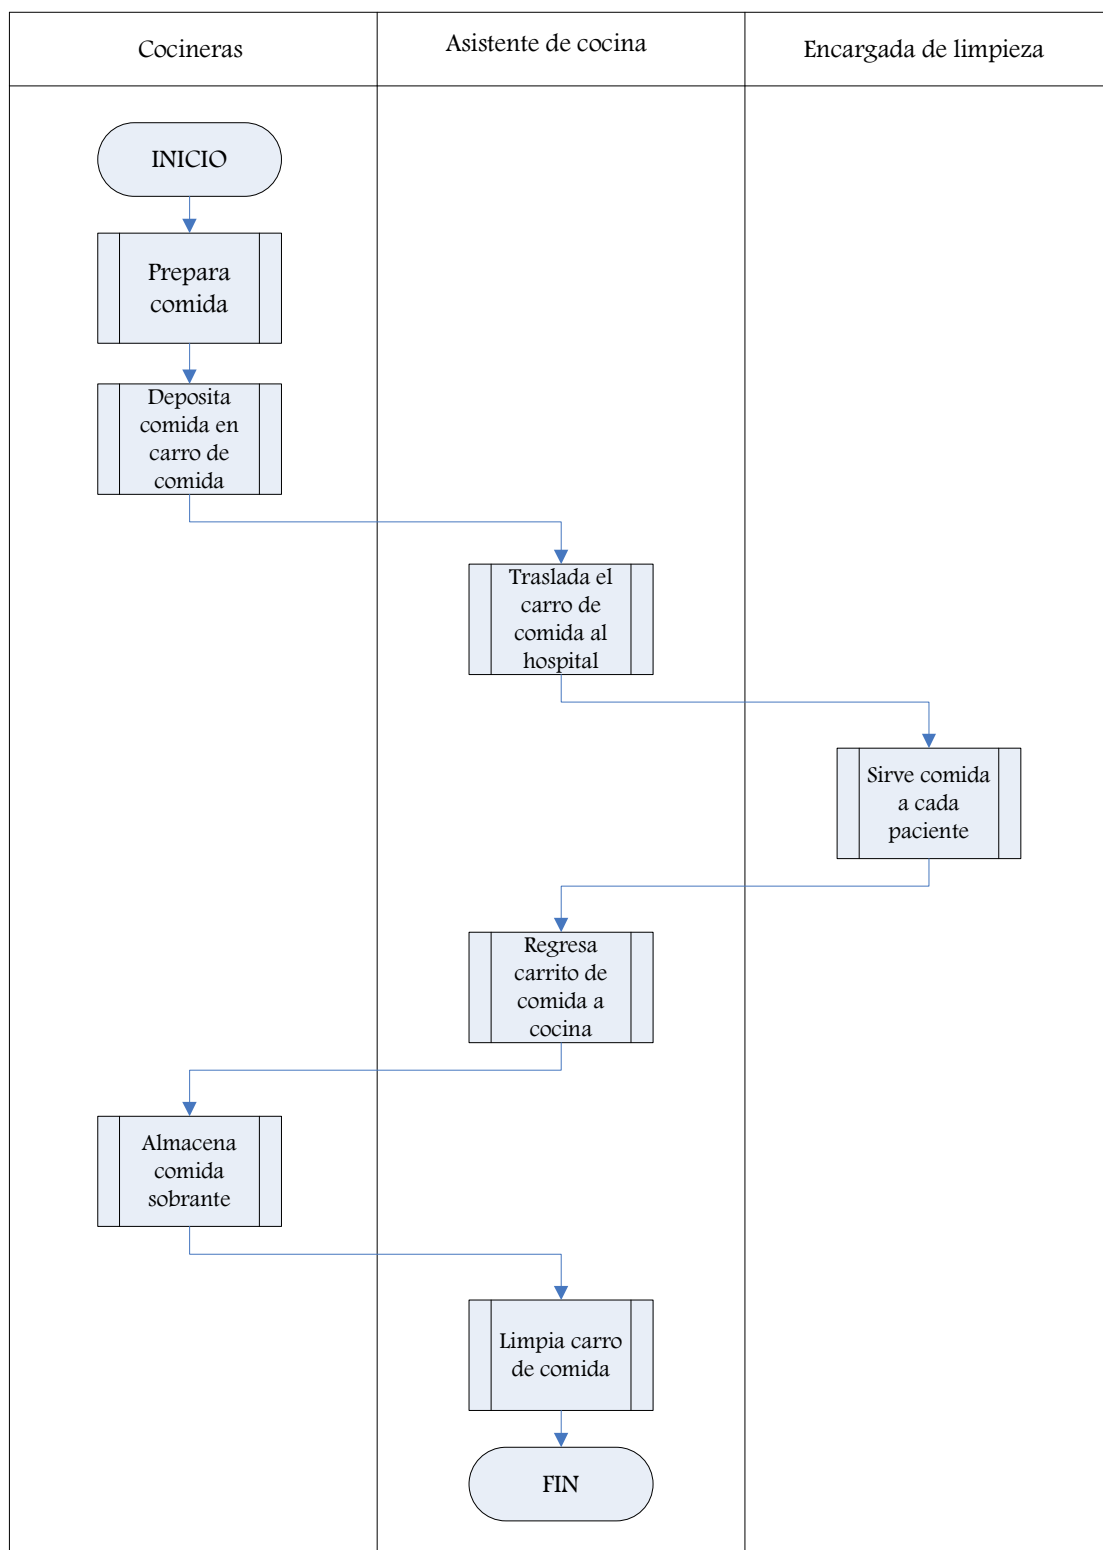 Cocineras
Asistente de cocina
Encargada de limpieza
INICIO
Prepara
comida
Deposita
comida en
carro de
comida
Traslada el
carro de
comida al
hospital
Sirve comida
a cada
paciente
Regresa
carrito de
comida a
cocina
Almacena
comida
sobrante
Limpia carro
de comida
FIN